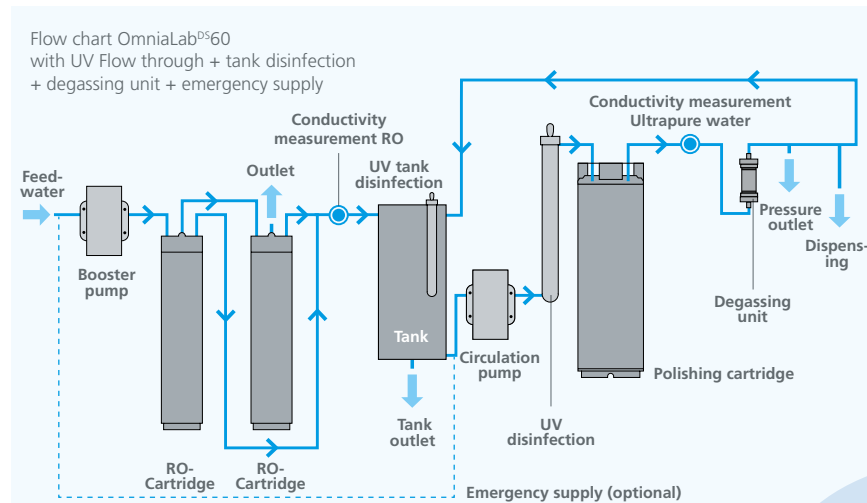 Flow chart OmniaLabDS60
with UV Flow through + tank disinfection
+ degassing unit + emergency supply
Feed-
water
Booster
pump
RO-
Cartridge
Outlet
RO-
Cartridge
Conductivity
measurement RO
UV tank
disinfection
Tank
Tank
outlet
Circulation
pump
UV
disinfection
Polishing cartridge
Conductivity measurement
Ultrapure water
Degassing
unit
Pressure
outlet
Dispens-
ing
Emergency supply (optional)